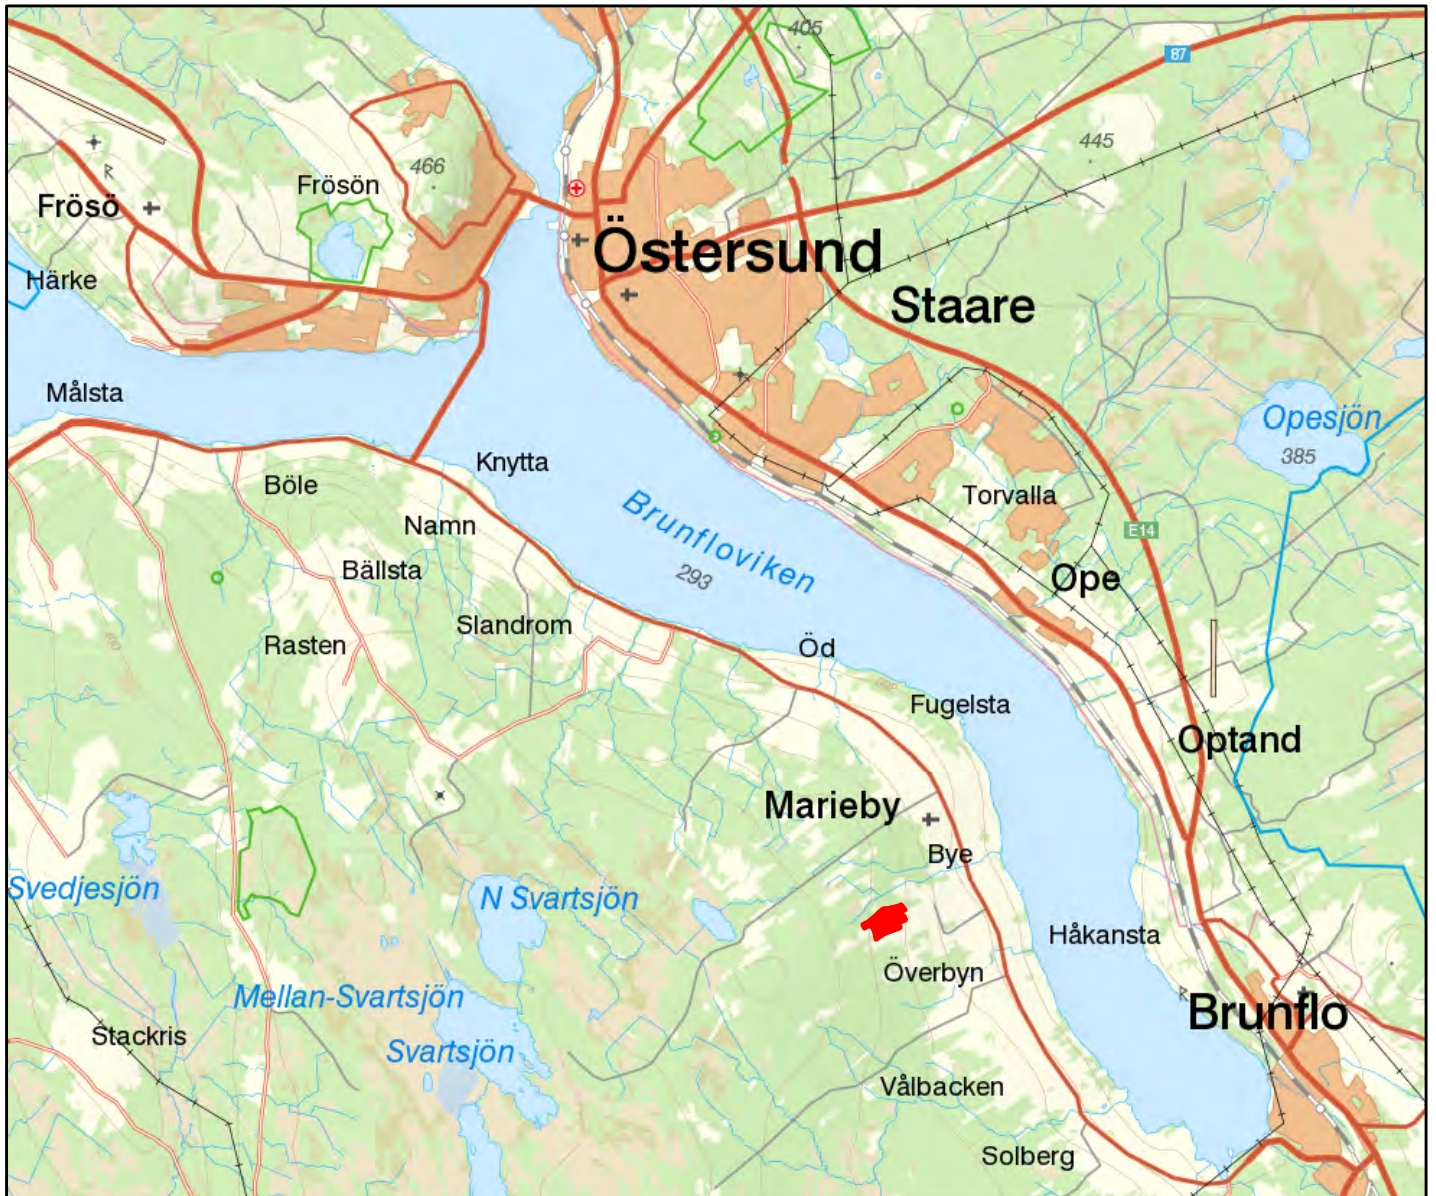 405
87
445
466
Frösön
Frösö
Östersund
Härke
Staare
Målsta
Opesjön
385
Knytta
Böle
Torvalla
Namn
Brunfloviken
293
E14
Bällsta
Ope
Slandrom
Rasten
Öd
Fugelsta
Optand
Marieby
Bye
Svedjesjön
N Svartsjön
Håkansta
Överbyn
Mellan-Svartsjön
R
R
Brunflo
Stackris
Svartsjön
Vålbacken
Solberg